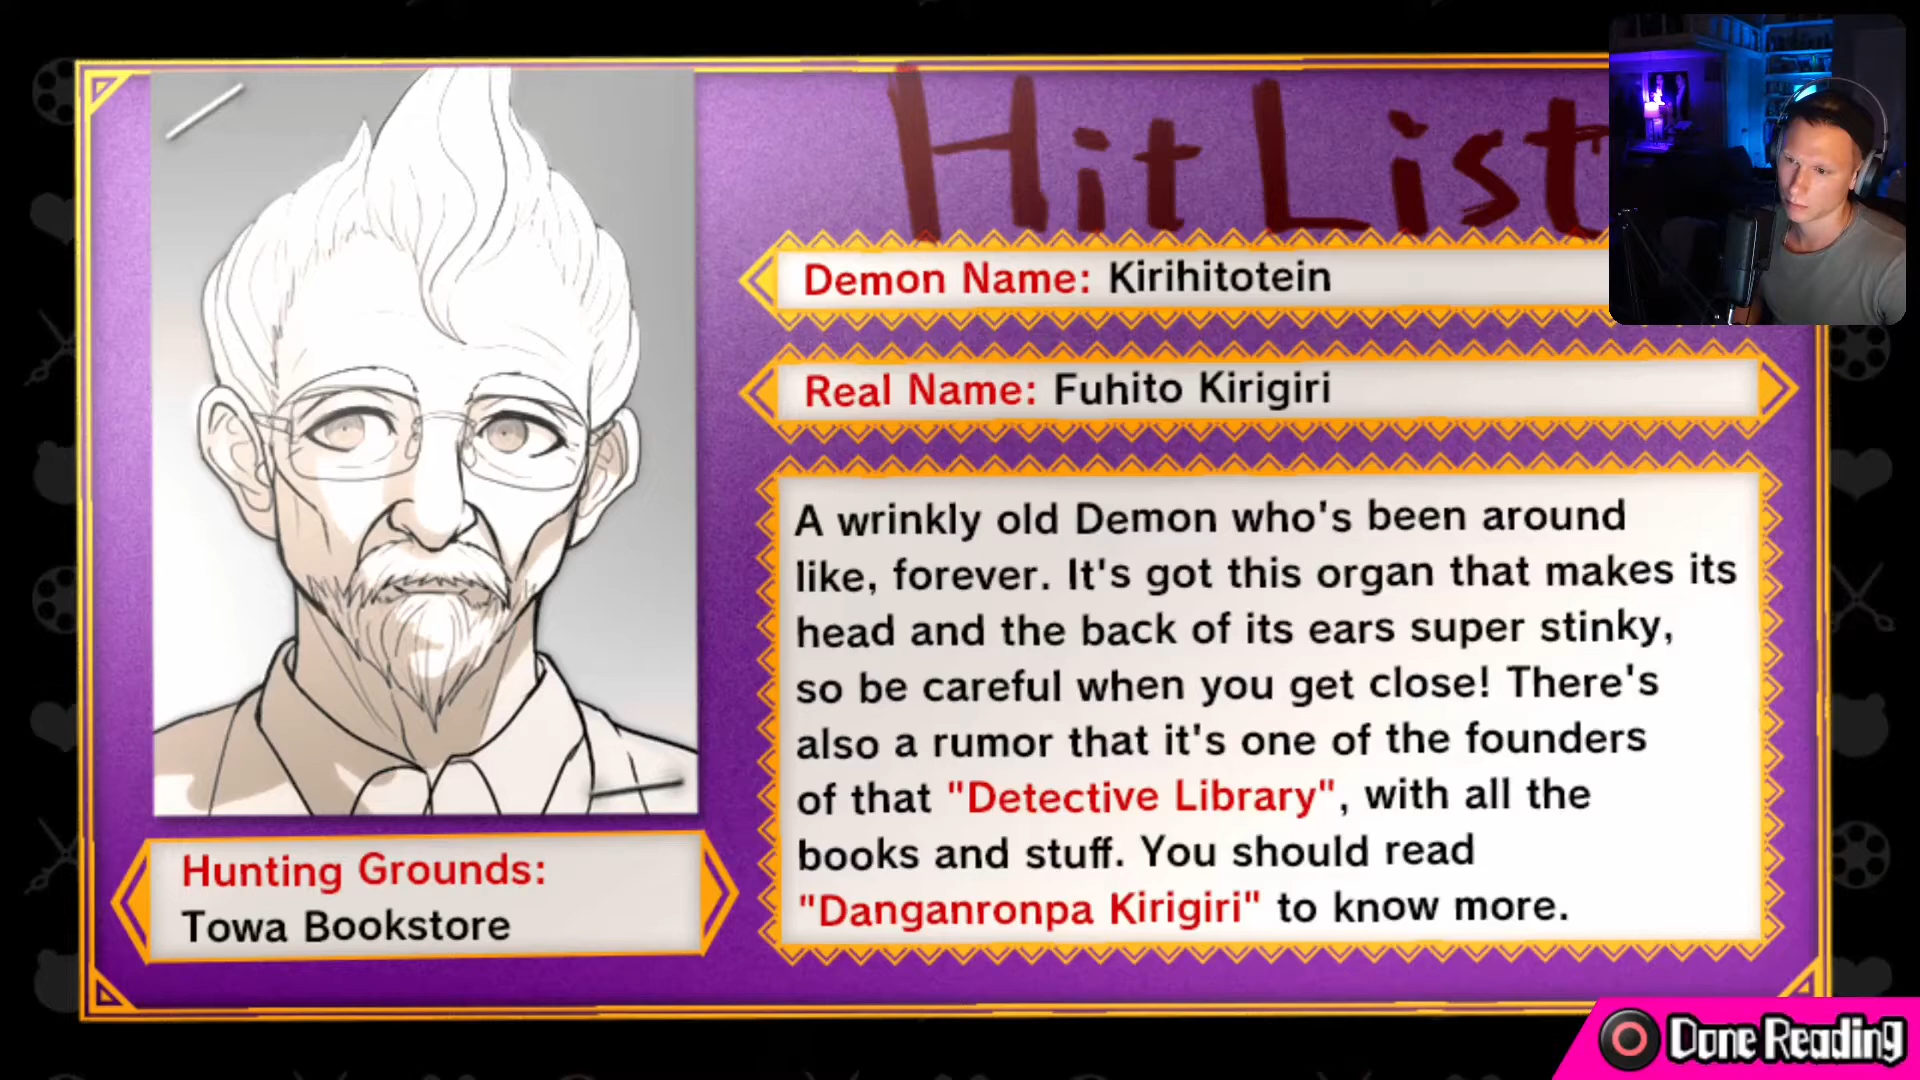 Hit List
Demon Name: Kirihitotein
Real Name: Fuhito Kirigiri
A wrinkly old Demon who's been around
like, forever. It's got this organ that makes its
head and the back of its ears super stinky,
so be careful when you get close! There's
also a rumor that it's one of the founders
of that "Detective Library", with all the
books and stuff. You should read
"Danganronpa Kirigiri" to know more.
Hunting Grounds:
Towa Bookstore
Done Reading